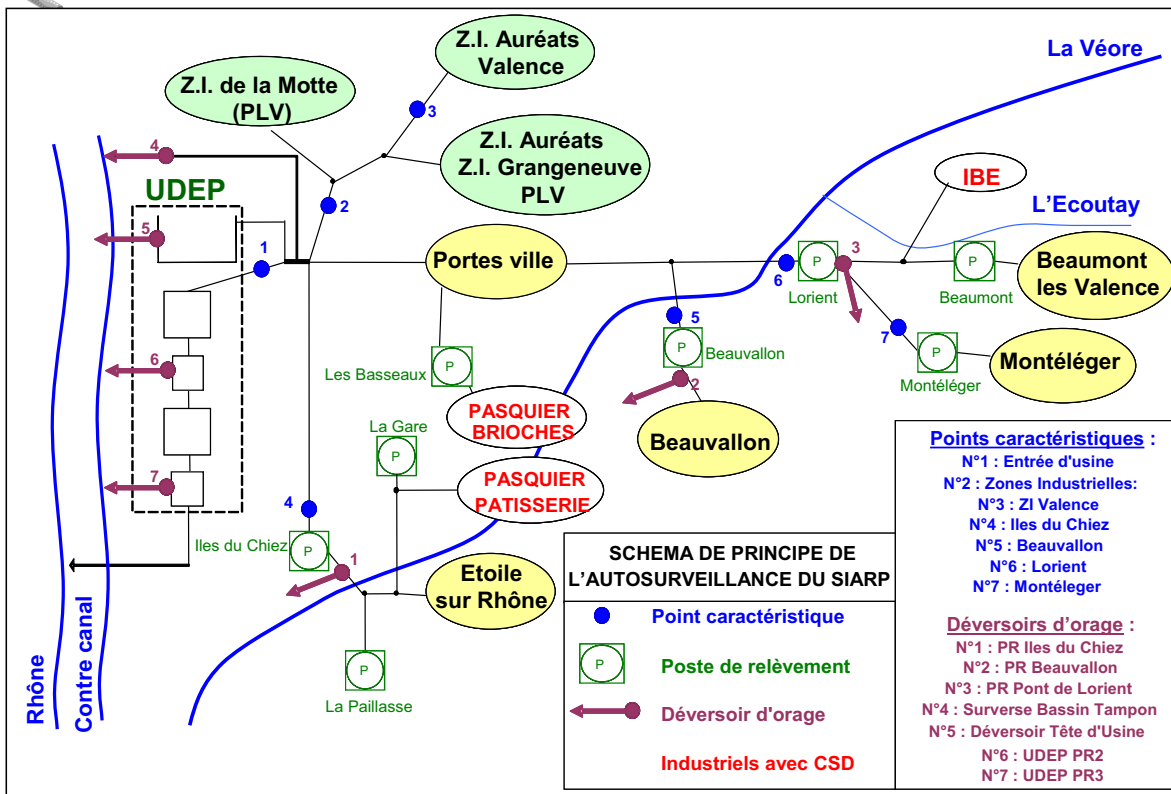 Z.I. Auréats
Valence
La Véore
Z.I. de la Motte
(PLV)
3
Z.I. Auréats
Z.I. Grangeneuve
PLV
4
IBE
UDEP
2
L'Ecoutay
5
1
Portes ville
3
P
P
Beaumont
les Valence
6
Lorient
Beaumont
5
7
P
Beauvallon
P
Montéléger
Montéléger
6
Les Basseaux
P
2
PASQUIER
BRIOCHES
Beauvallon
La Gare
P
7
PASQUIER
PATISSERIE
4
Iles du Chiez
P
1
Etoile
sur Rhône
P
La Paillasse
Rhône
Contre canal
SCHEMA DE PRINCIPE DE
L'AUTOSURVEILLANCE DU SIARP
Point caractéristique
P
Poste de relèvement
Déversoir d'orage
Industriels avec CSD
Points caractéristiques :
N°1 : Entrée d'usine
N°2 : Zones Industrielles:
N°3 : ZI Valence
N°4 : Iles du Chiez
N°5 : Beauvallon
N°6 : Lorient
N°7 : Montéleger
Déversoirs d’orage :
N°1 : PR Iles du Chiez
N°2 : PR Beauvallon
N°3 : PR Pont de Lorient
N°4 : Surverse Bassin Tampon
N°5 : Déversoir Tête d'Usine
N°6 : UDEP PR2
N°7 : UDEP PR3